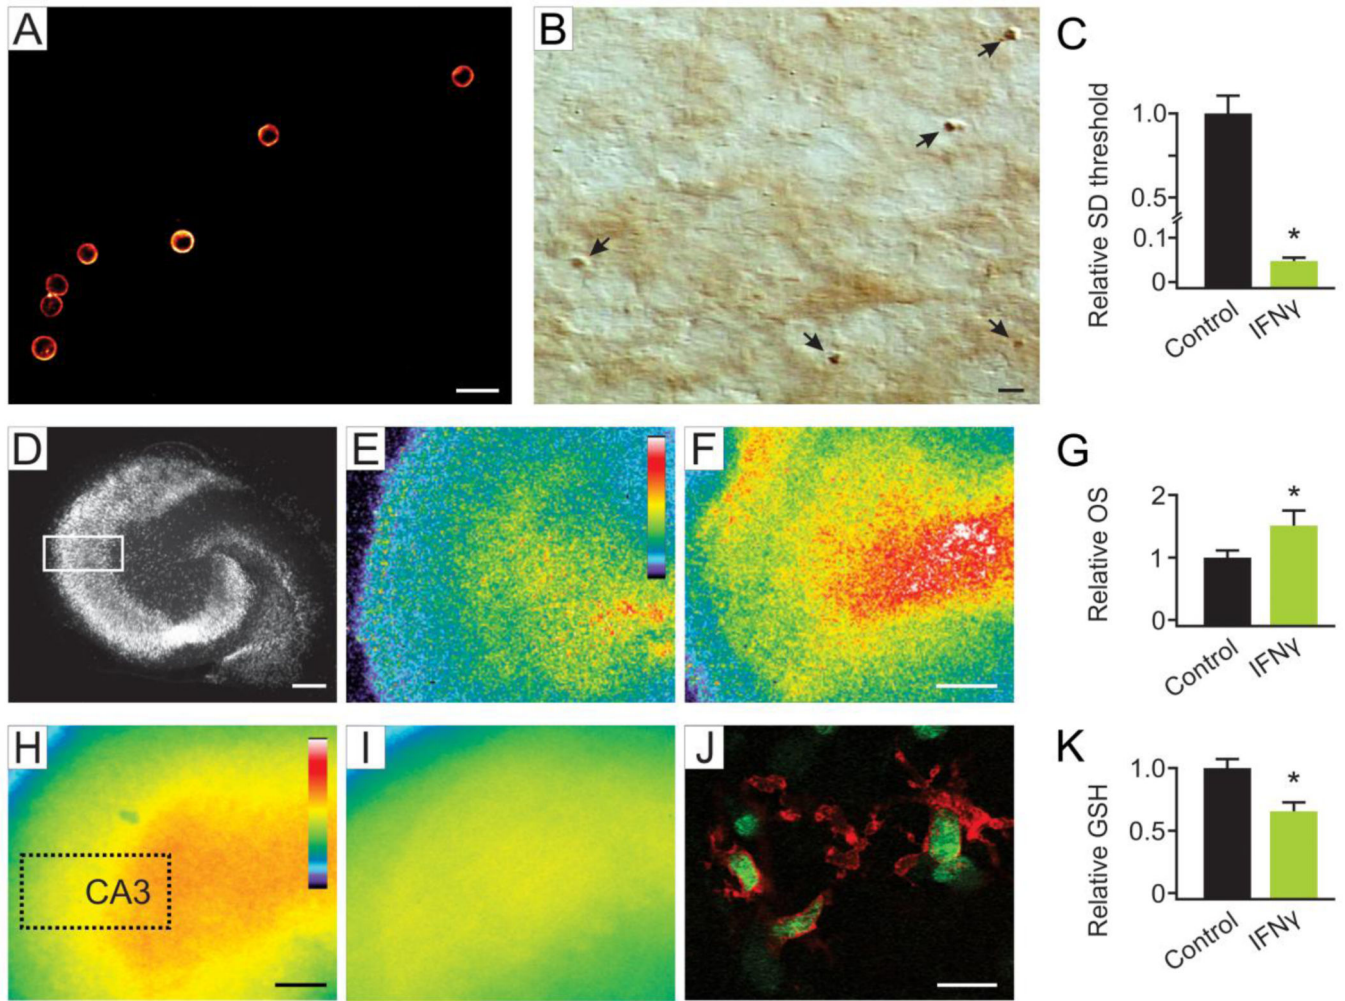 A
B
C
Relative SD threshold
1.0
0.5
0.1
0
*
Control
IFNγ
D
E
F
G
Relative OS
2
1
0
*
Control
IFNγ
H
CA3
I
J
K
Relative GSH
1.0
0.5
0
*
Control
IFNγ